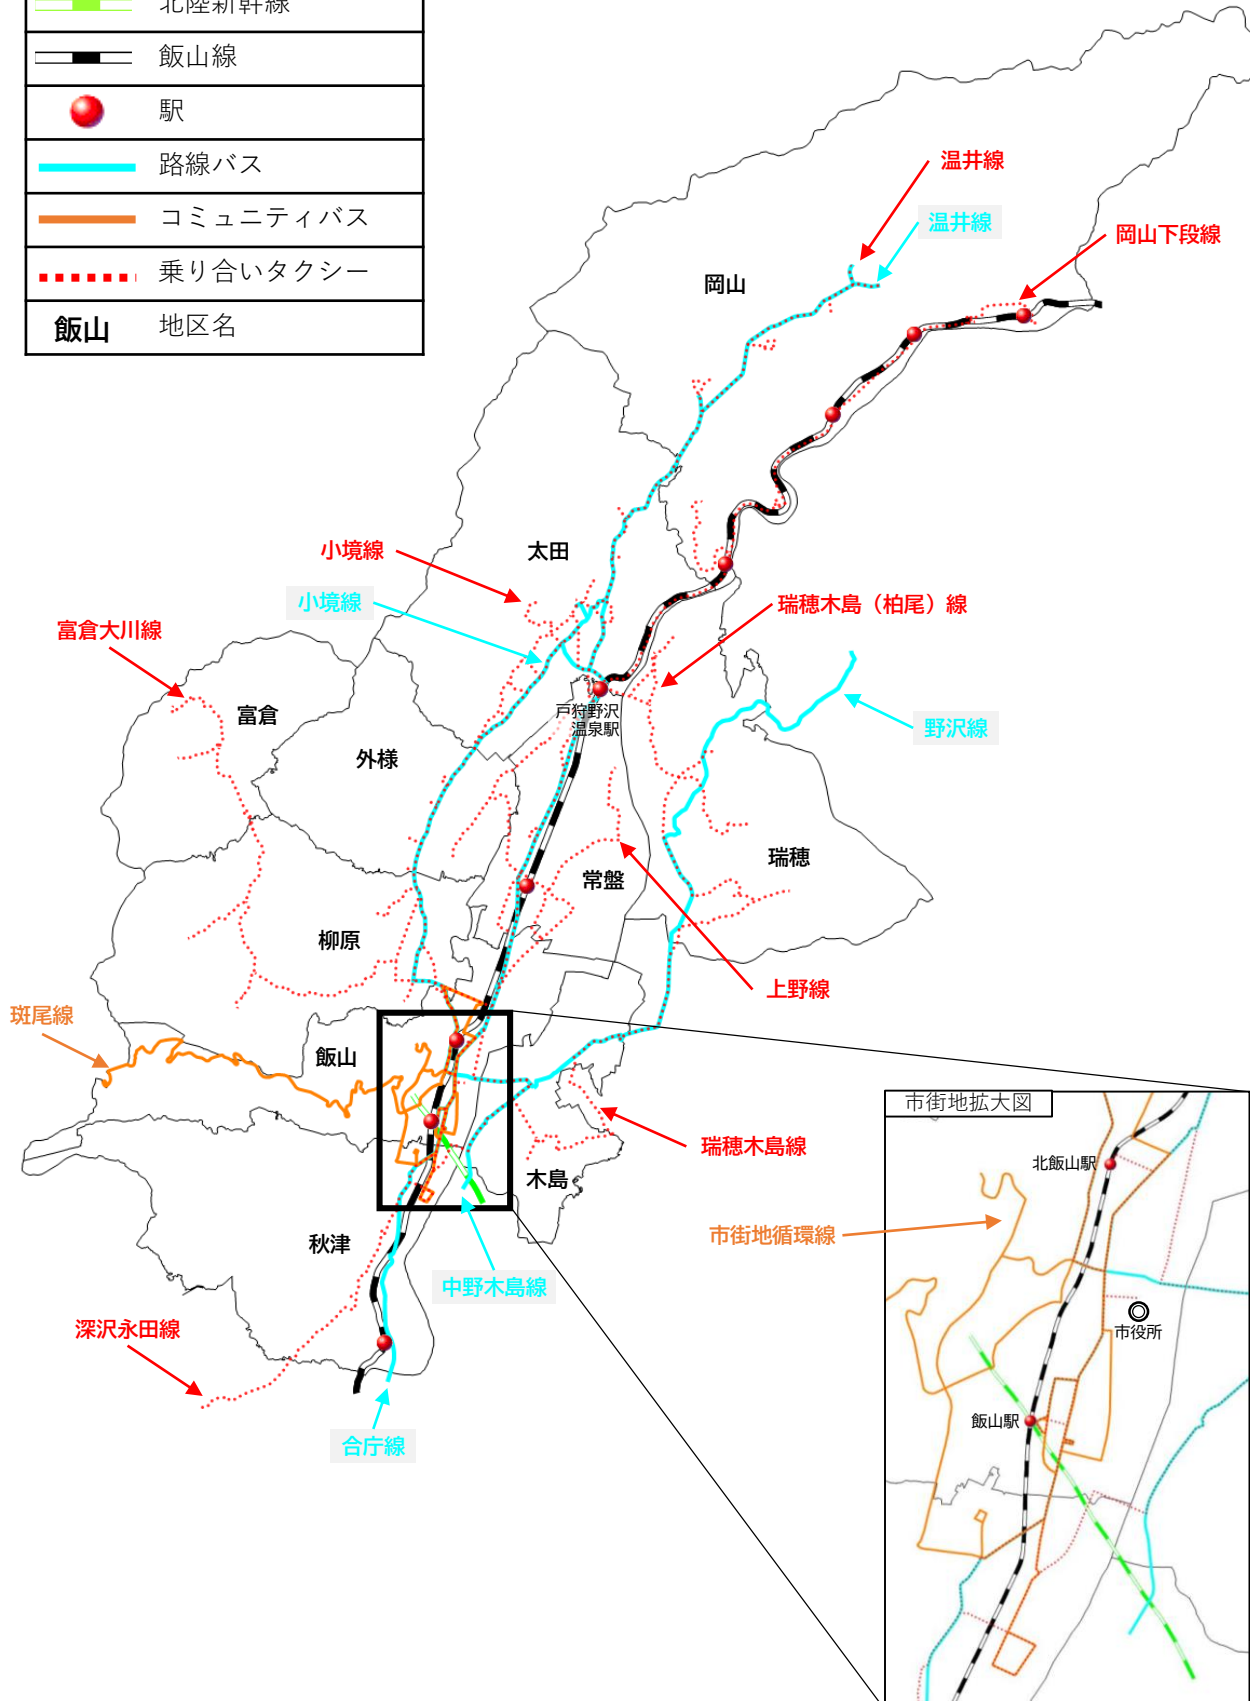 北陸新幹線
飯山線
駅
路線バス
コミュニティバス
乗り合いタクシー
飯山 地区名
温井線
温井線
岡山下段線
岡山
小境線
太田
小境線
瑞穂木島（柏尾）線
富倉大川線
富倉
戸狩野沢
温泉駅
野沢線
外様
瑞穂
常盤
柳原
上野線
斑尾線
飯山
市街地拡大図
瑞穂木島線
北飯山駅
木島
市街地循環線
秋津
中野木島線
市役所
深沢永田線
飯山駅
合庁線